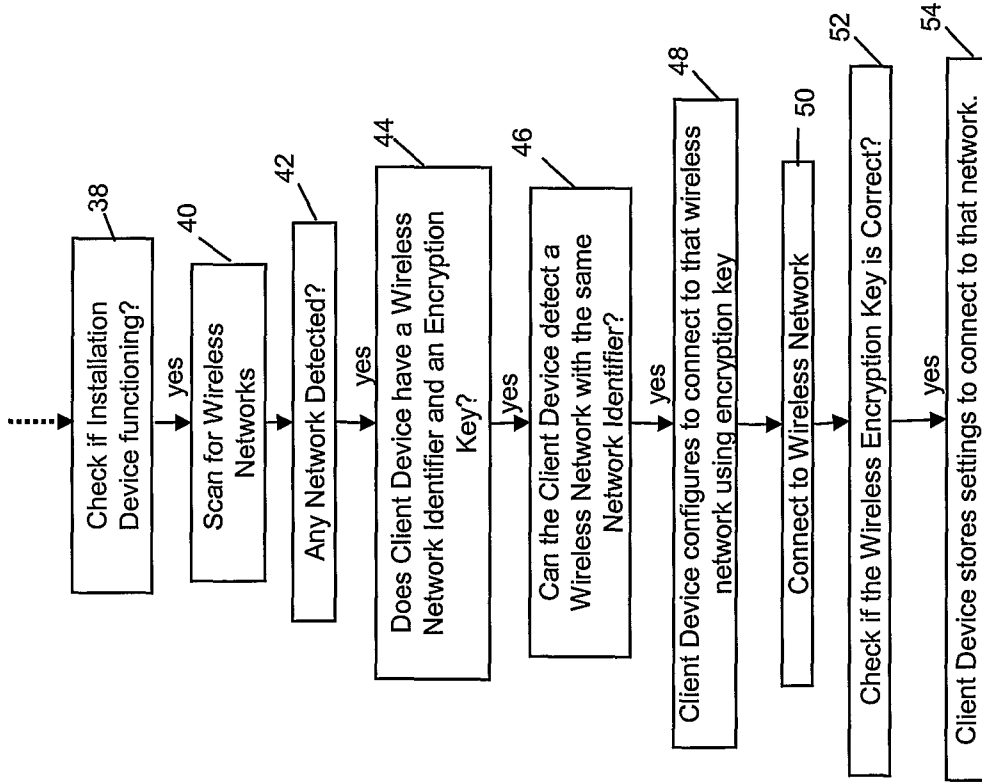 38
Check if Installation
Device functioning?
yes
40
Scan for Wireless
Networks
42
Any Network Detected?
yes
44
Does Client Device have a Wireless
Network Identifier and an Encryption
Key?
yes
46
Can the Client Device detect a
Wireless Network with the same
Network Identifier?
yes
48
Client Device configures to connect to that wireless
network using encryption key
50
Connect to Wireless Network
52
Check if the Wireless Encryption Key is Correct?
yes
54
Client Device stores settings to connect to that network.